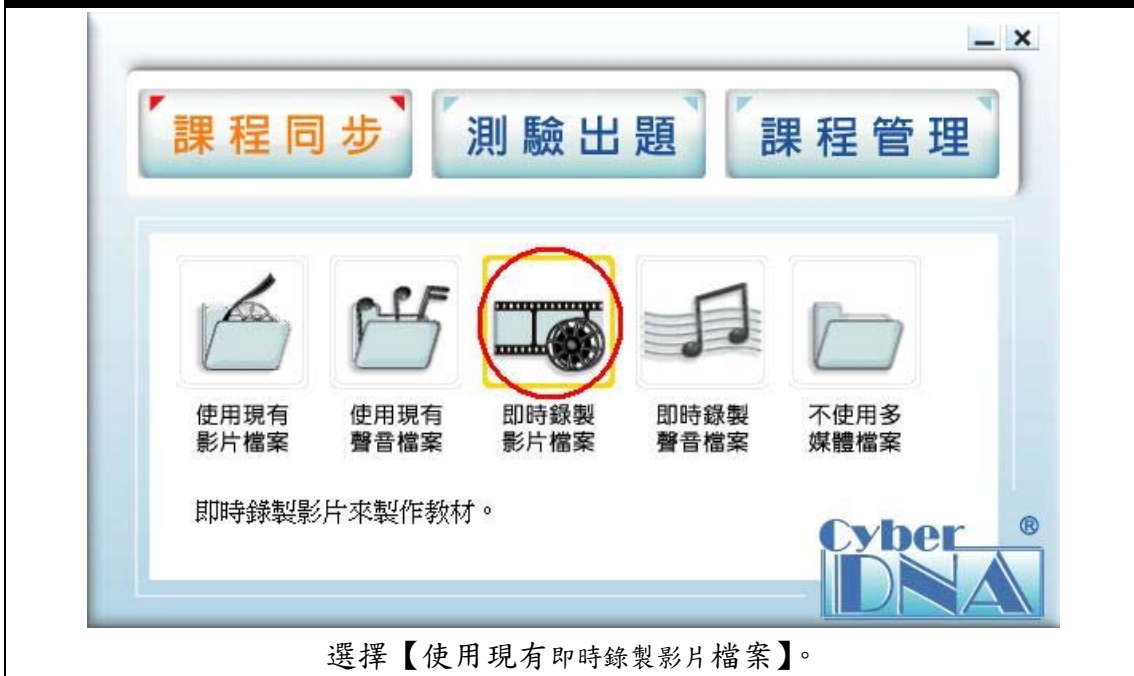 課程同步 測驗出題 課程管理
使用現有 使用現有 即時錄製 即時錄製 不使用多
影片檔案 聲音檔案 影片檔案 聲音檔案 媒體檔案
即時錄製影片來製作教材。
Cyber ®
DNA
選擇【使用現有即時錄製影片檔案】。